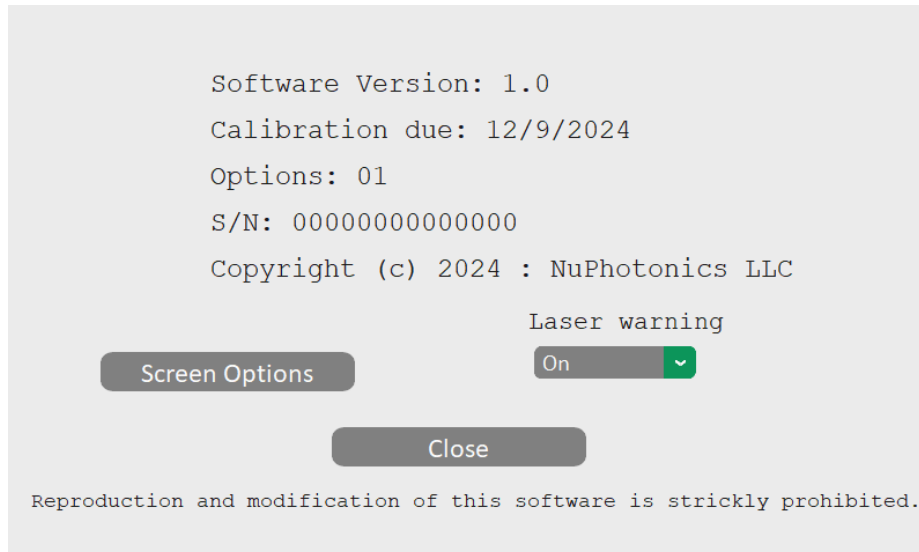 Software Version: 1.0
Calibration due: 12/9/2024
Options: 01
S/N: 00000000000000
Copyright (c) 2024 : NuPhotonics LLC
Laser warning
On
Screen Options
Close
Reproduction and modification of this software is strickly prohibited.